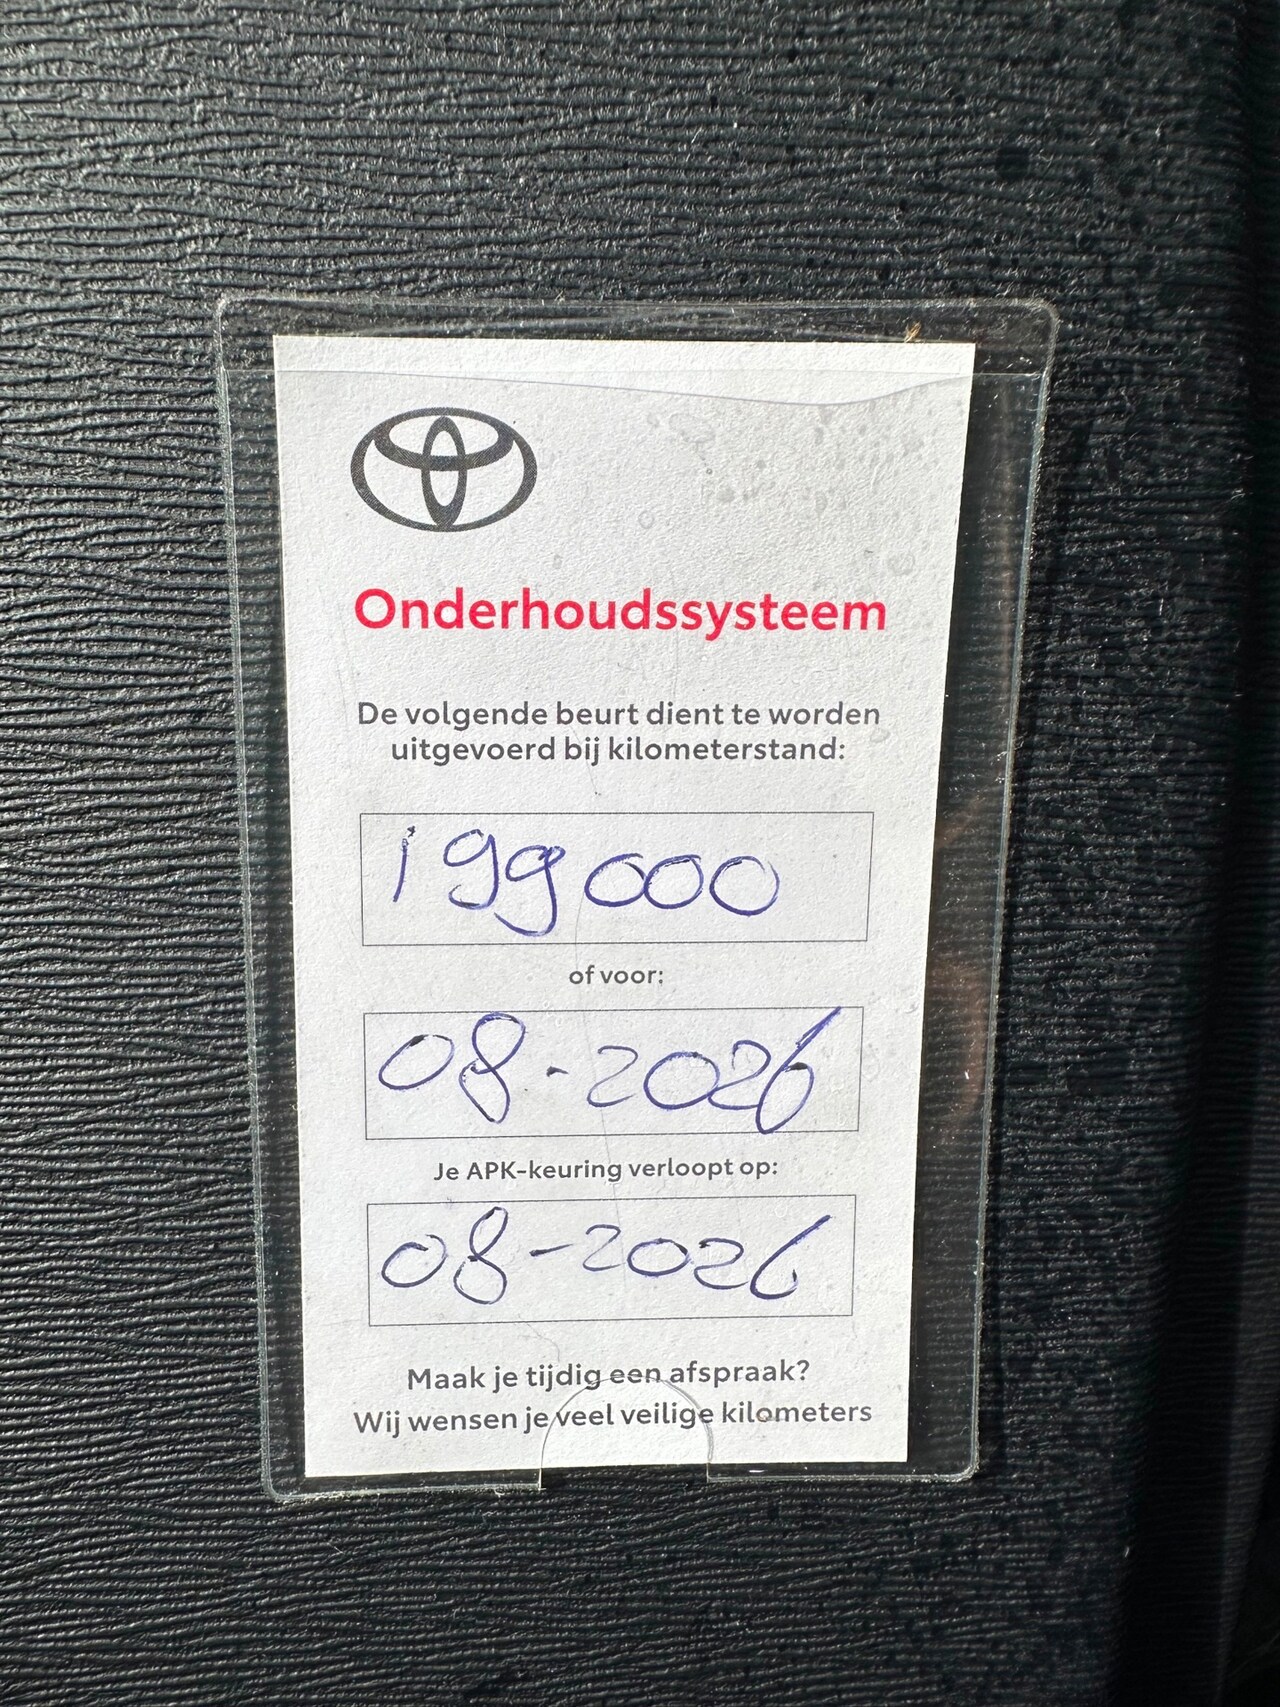 Onderhoudssysteem
De volgende beurt dient te worden
uitgevoerd bij kilometerstand:
199000
of voor:
08-2026
Je APK-keuring verloopt op:
08-2026
Maak je tijdig een afspraak?
Wij wensen je veel veilige kilometers